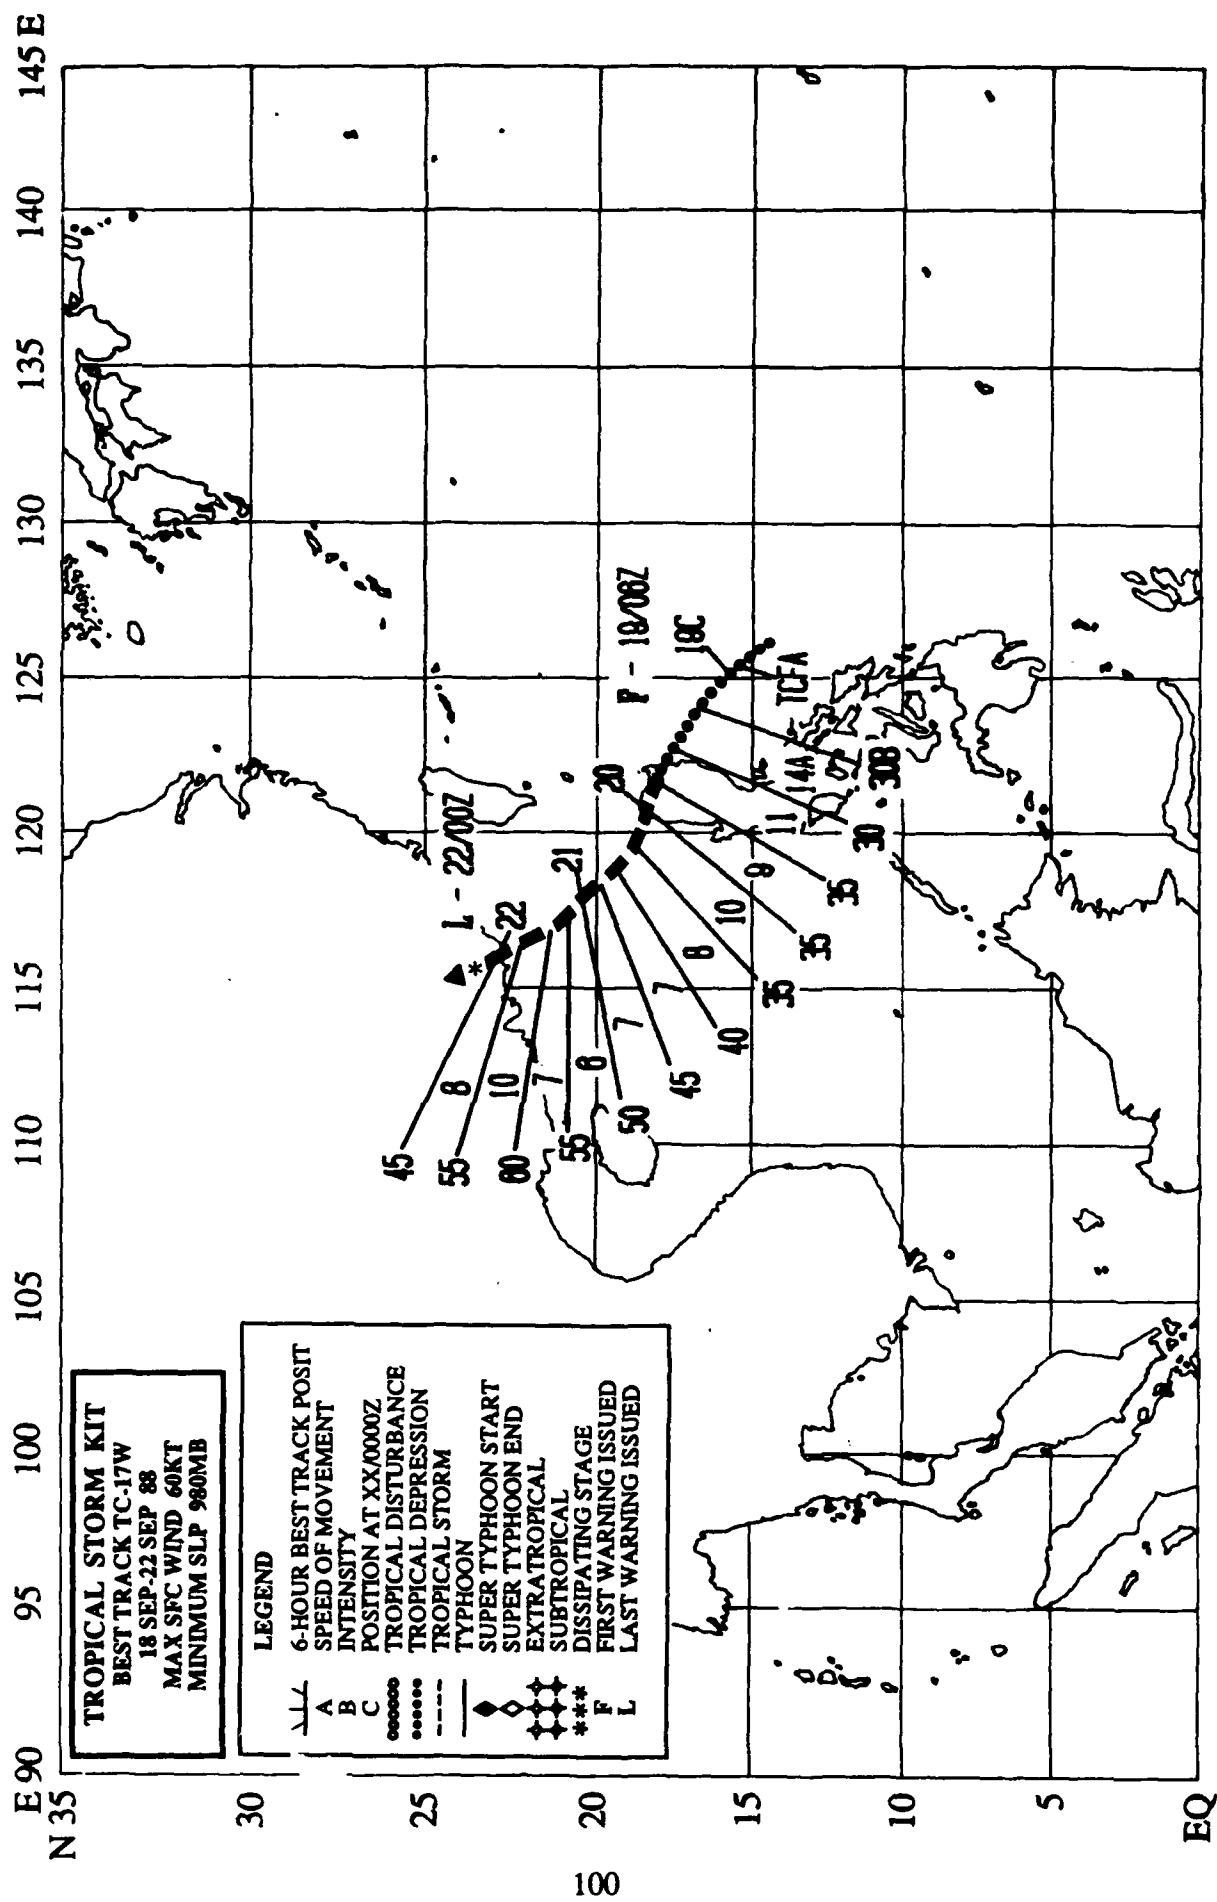 TROPICAL STORM KIT
BEST TRACK TC-17W
18 SEP-22 SEP 88
MAX SFC WIND 60KT
MINIMUM SLP 980MB
LEGEND
6-HOUR BEST TRACK POSIT
A SPEED OF MOVEMENT
B INTENSITY
C POSITION AT XX/0000Z
TROPICAL DISTURBANCE
TROPICAL DEPRESSION
TROPICAL STORM
TYPHOON
SUPER TYPHOON START
SUPER TYPHOON END
EXTRATROPICAL
SUBTROPICAL
*** DISSIPATING STAGE
F FIRST WARNING ISSUED
L LAST WARNING ISSUED
E 90 95 100 105 110 115 120 125 130 135 140 145 E
N 35
30
25
20
15
10
5
EQ
L - 22/00Z
F - 19/06Z
22
21
20
19C
TCFA
*
45
8
55
10
60
7
55
6
50
7
45
7
40
8
35
10
35
9
35
11
30
14A
30B
100